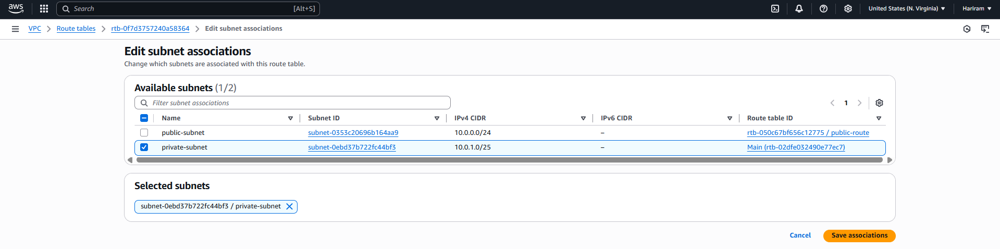 aws Search [Alt+S] United States (N. Virginia) Hariram
VPC Route tables rtb-0f7d3757240a58364 Edit subnet associations
Edit subnet associations
Change which subnets are associated with this route table.
Available subnets (1/2)
Filter subnet associations 1
Name Subnet ID IPv4 CIDR IPv6 CIDR Route table ID
public-subnet subnet-0353c20696b164aa9 10.0.0.0/24 – rtb-050c67bf656c12775 / public-route
private-subnet subnet-0ebd37b722fc44bf3 10.0.1.0/25 – Main (rtb-02dfe032490e77ec7)
Selected subnets
subnet-0ebd37b722fc44bf3 / private-subnet
Cancel Save associations